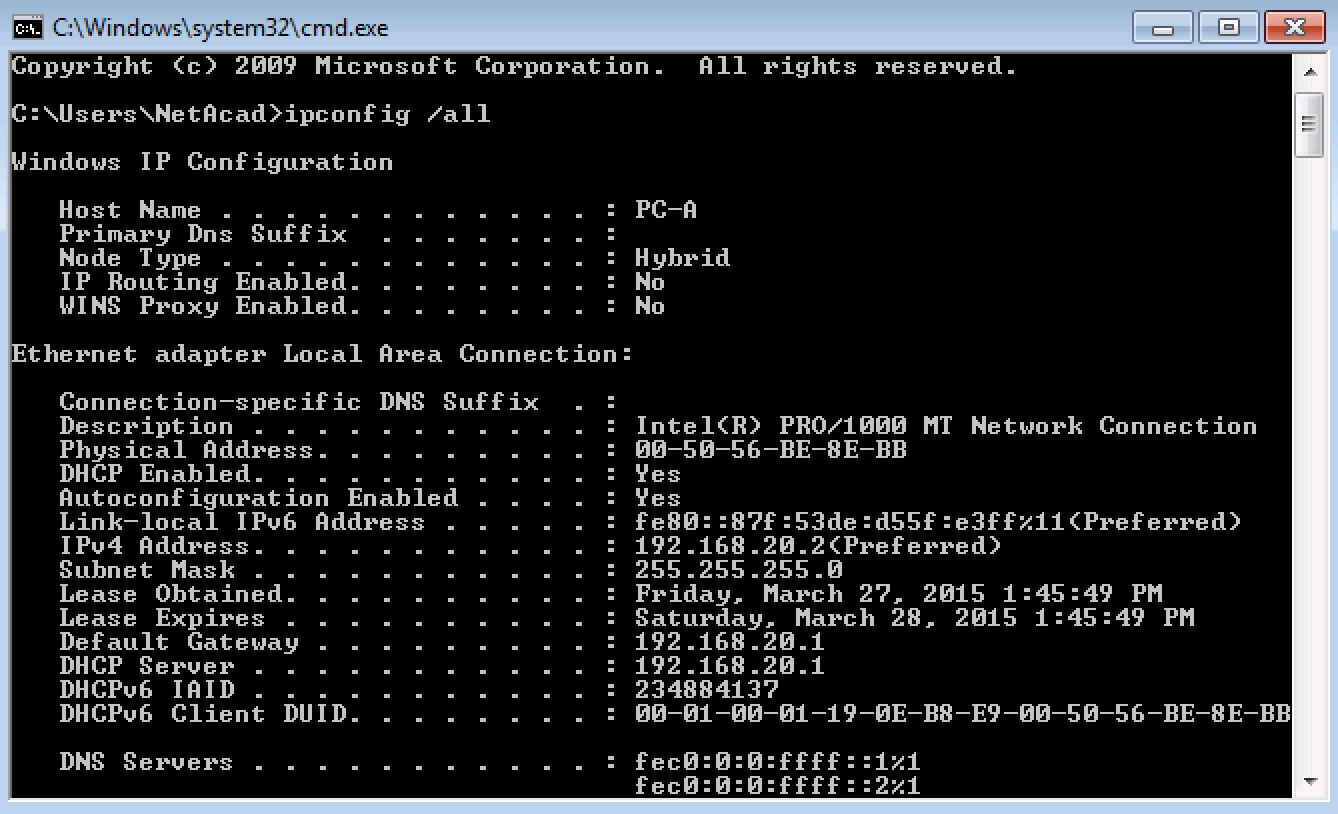 C:\Windows\system32\cmd.exe
Copyright (c) 2009 Microsoft Corporation.  All rights reserved.
C:\Users\NetAcad>ipconfig /all
Windows IP Configuration
   Host Name . . . . . . . . . . . . : PC-A
   Primary Dns Suffix  . . . . . . . :
   Node Type . . . . . . . . . . . . : Hybrid
   IP Routing Enabled. . . . . . . . : No
   WINS Proxy Enabled. . . . . . . . : No
Ethernet adapter Local Area Connection:
   Connection-specific DNS Suffix  . :
   Description . . . . . . . . . . . : Intel(R) PRO/1000 MT Network Connection
   Physical Address. . . . . . . . . : 00-50-56-BE-8E-BB
   DHCP Enabled. . . . . . . . . . . : Yes
   Autoconfiguration Enabled . . . . : Yes
   Link-local IPv6 Address . . . . . : fe80::87f:53de:d55f:e3ff%11(Preferred)
   IPv4 Address. . . . . . . . . . . : 192.168.20.2(Preferred)
   Subnet Mask . . . . . . . . . . . : 255.255.255.0
   Lease Obtained. . . . . . . . . . : Friday, March 27, 2015 1:45:49 PM
   Lease Expires . . . . . . . . . . : Saturday, March 28, 2015 1:45:49 PM
   Default Gateway . . . . . . . . . : 192.168.20.1
   DHCP Server . . . . . . . . . . . : 192.168.20.1
   DHCPv6 IAID . . . . . . . . . . . : 234884137
   DHCPv6 Client DUID. . . . . . . . : 00-01-00-01-19-0E-B8-E9-00-50-56-BE-8E-BB
   DNS Servers . . . . . . . . . . . : fec0:0:0:ffff::1%1
                                       fec0:0:0:ffff::2%1